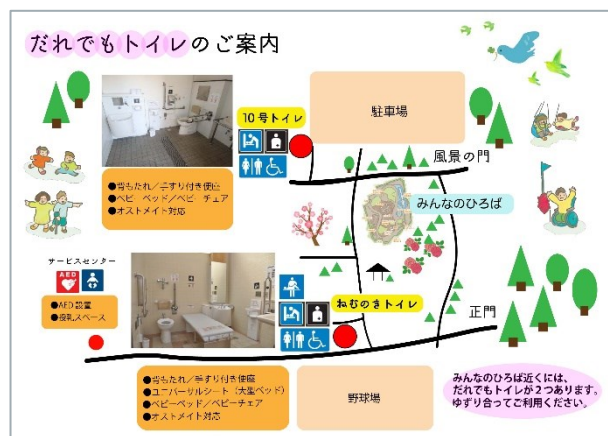 だれでもトイレのご案内
駐車場
10号トイレ
風景の門
●背もたれ/手すり付き便座
●ベビーベッド/ベビーチェア
●オストメイト対応
みんなのひろば
サービスセンター
AED
●AED設置
●授乳スペース
ねむのきトイレ
正門
●背もたれ/手すり付き便座
●ユニバーサルシート(大型ベッド)
●ベビーベッド/ベビーチェア
●オストメイト対応
野球場
みんなのひろば近くには、
だれでもトイレが2つあります。
ゆずり合ってご利用ください。